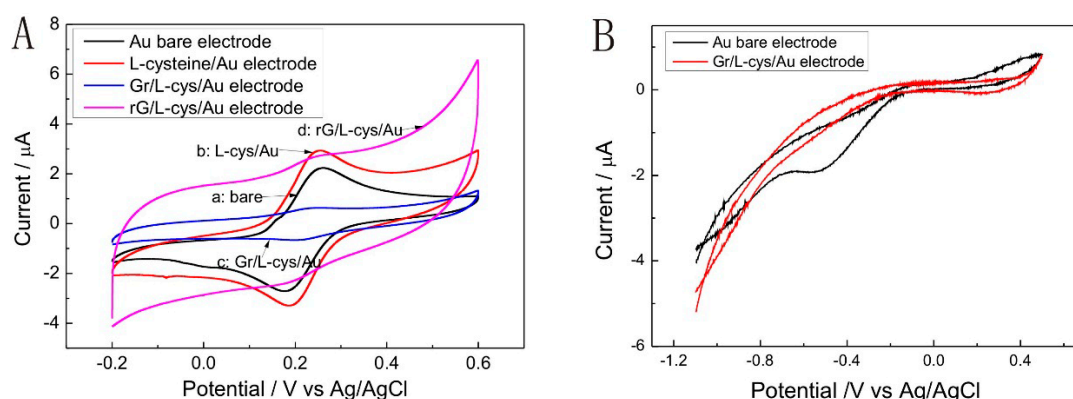 A
Current / μA
8
6
4
2
0
-2
-4
Au bare electrode
L-cysteine/Au electrode
Gr/L-cys/Au electrode
rG/L-cys/Au electrode
d: rG/L-cys/Au
b: L-cys/Au
a: bare
c: Gr/L-cys/Au
-0.2
0.0
0.2
0.4
0.6
Potential / V vs Ag/AgCl
B
Current / μA
0
-2
-4
-6
Au bare electrode
Gr/L-cys/Au electrode
-1.2
-0.8
-0.4
0.0
0.4
Potential /V vs Ag/AgCl